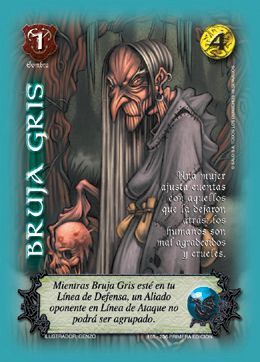 1
4
Sombra
BRUJA GRIS
Una mujer
ajusta cuentas
con aquellos
que la dejaron
atrás. Los
humanos son
mal agradecidos
y crueles.
Mientras Bruja Gris esté en tu
Línea de Defensa, un Aliado
oponente en Línea de Ataque no
podrá ser agrupado.
ILUSTRADOR: GENZO
PRIMERA EDICIÓN